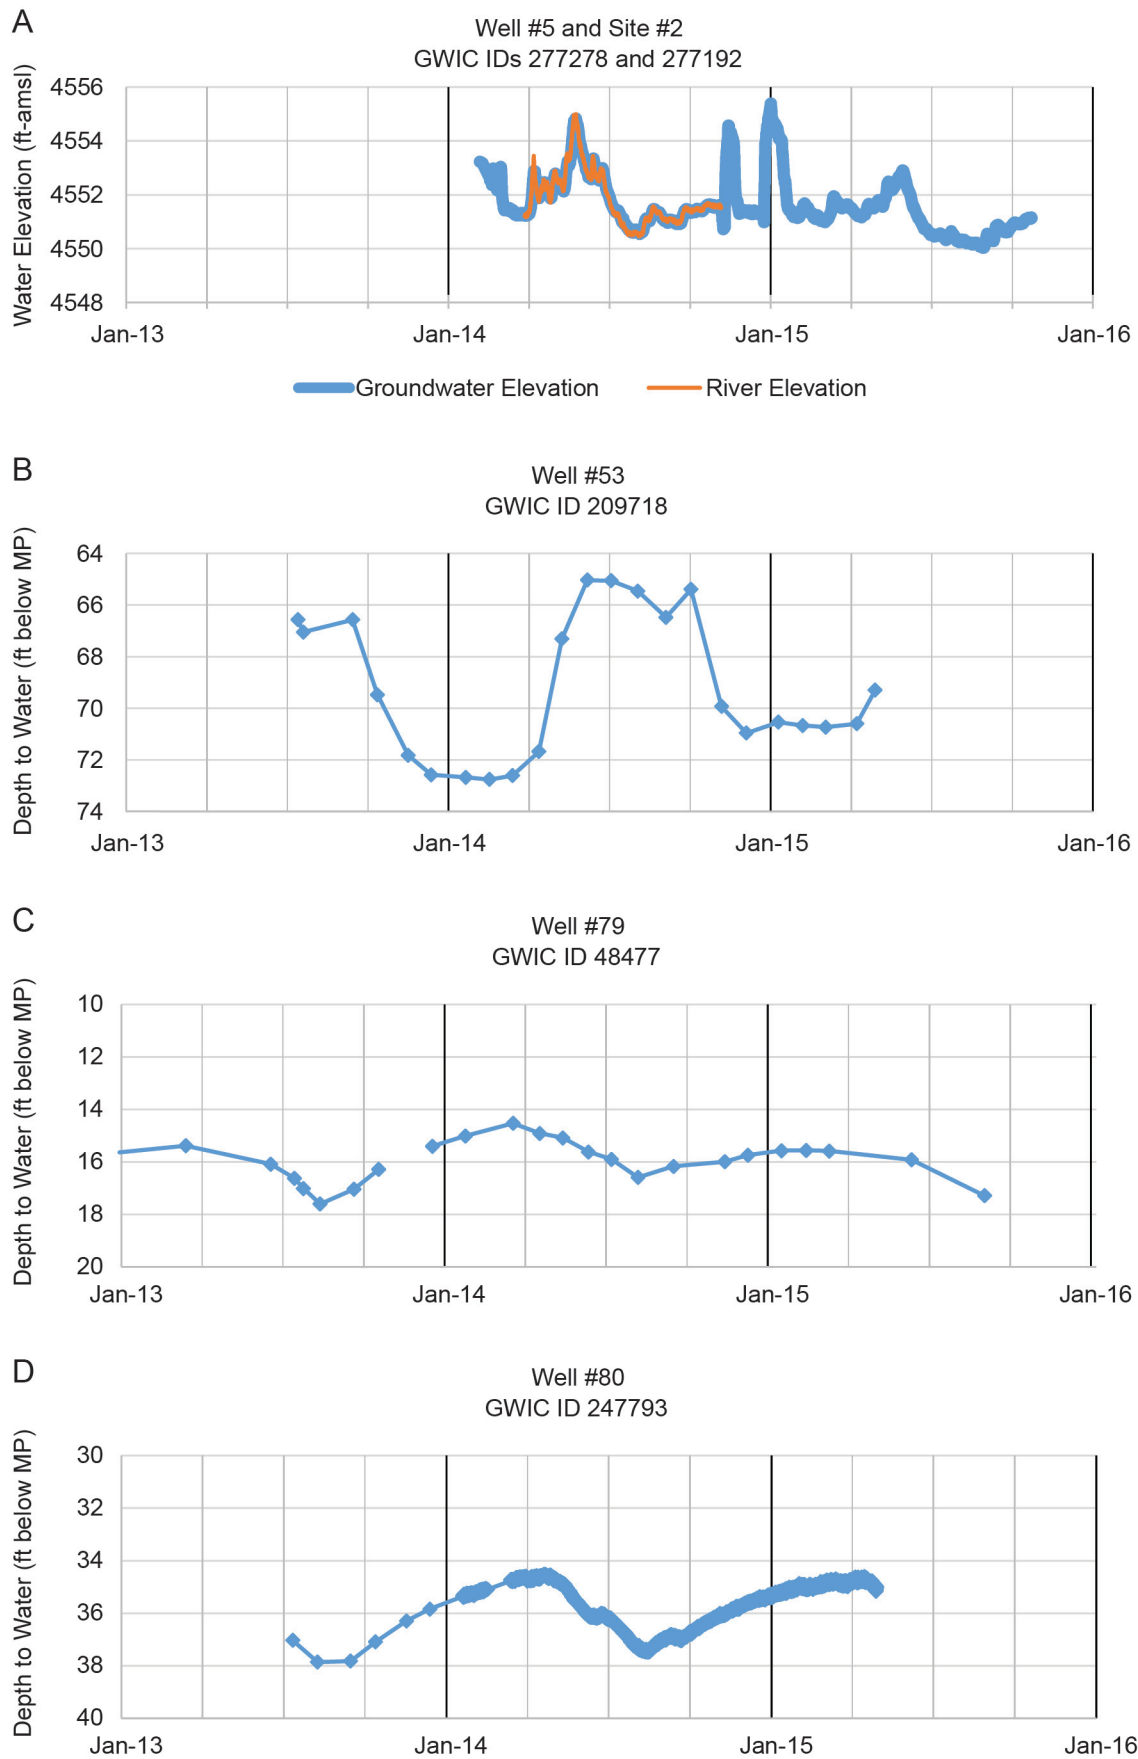 A
Well #5 and Site #2
GWIC IDs 277278 and 277192
Water Elevation (ft-amsl)
4556
4554
4552
4550
4548
Jan-13 Jan-14 Jan-15 Jan-16
Groundwater Elevation River Elevation
B
Well #53
GWIC ID 209718
Depth to Water (ft below MP)
64
66
68
70
72
74
Jan-13 Jan-14 Jan-15 Jan-16
C
Well #79
GWIC ID 48477
Depth to Water (ft below MP)
10
12
14
16
18
20
Jan-13 Jan-14 Jan-15 Jan-16
D
Well #80
GWIC ID 247793
Depth to Water (ft below MP)
30
32
34
36
38
40
Jan-13 Jan-14 Jan-15 Jan-16